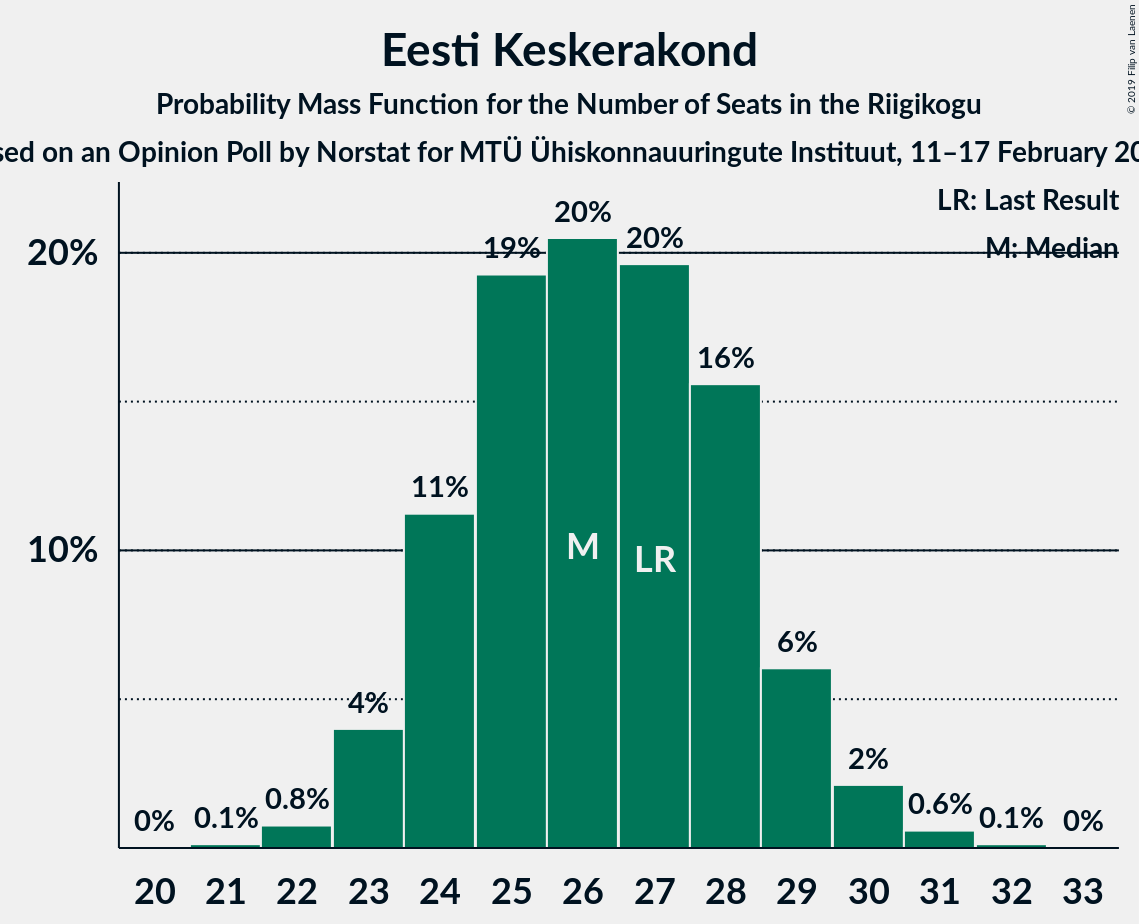 Eesti Keskerakond
Probability Mass Function for the Number of Seats in the Riigikogu
on an Opinion Poll by Norstat for MTÜ Ühiskonnauuringute Instituut, 11–17 February
© 2019 Filip van Laenen
LR: Last Result
M: Median
20%
10%
0%
0.1%
0.8%
4%
11%
19%
20%
20%
16%
6%
2%
0.6%
0.1%
0%
M
LR
20 21 22 23 24 25 26 27 28 29 30 31 32 33